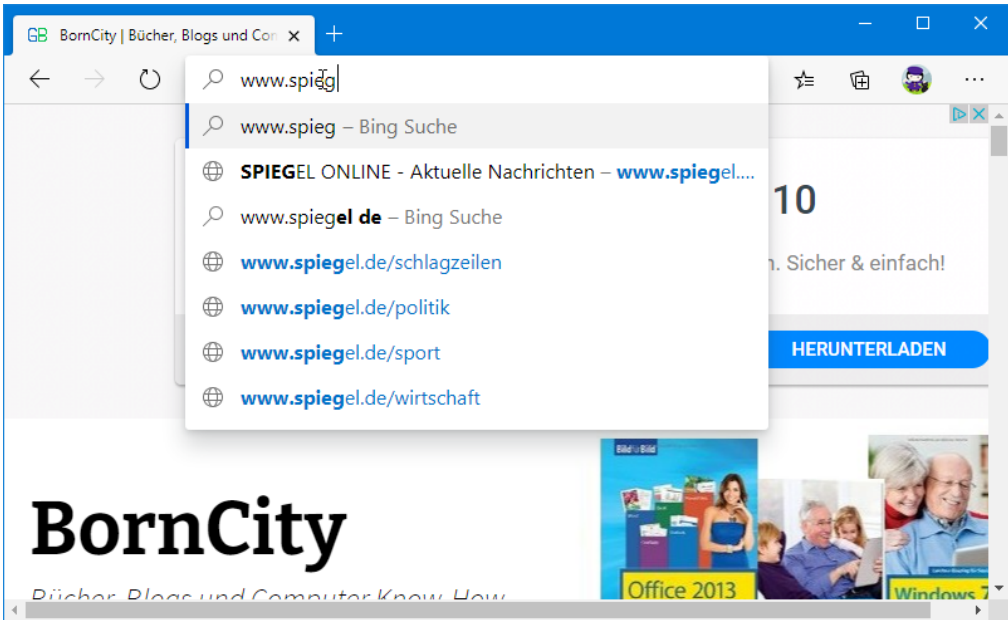 GB BornCity | Bücher, Blogs und Com
www.spieg
www.spieg – Bing Suche
SPIEGEL ONLINE - Aktuelle Nachrichten – www.spiegel....
www.spiegel de – Bing Suche
www.spiegel.de/schlagzeilen
www.spiegel.de/politik
www.spiegel.de/sport
www.spiegel.de/wirtschaft
10
. Sicher & einfach!
HERUNTERLADEN
BornCity
Bücher, Blogs und Computer Know-How
Bild für Bild
Office 2013
Windows 7